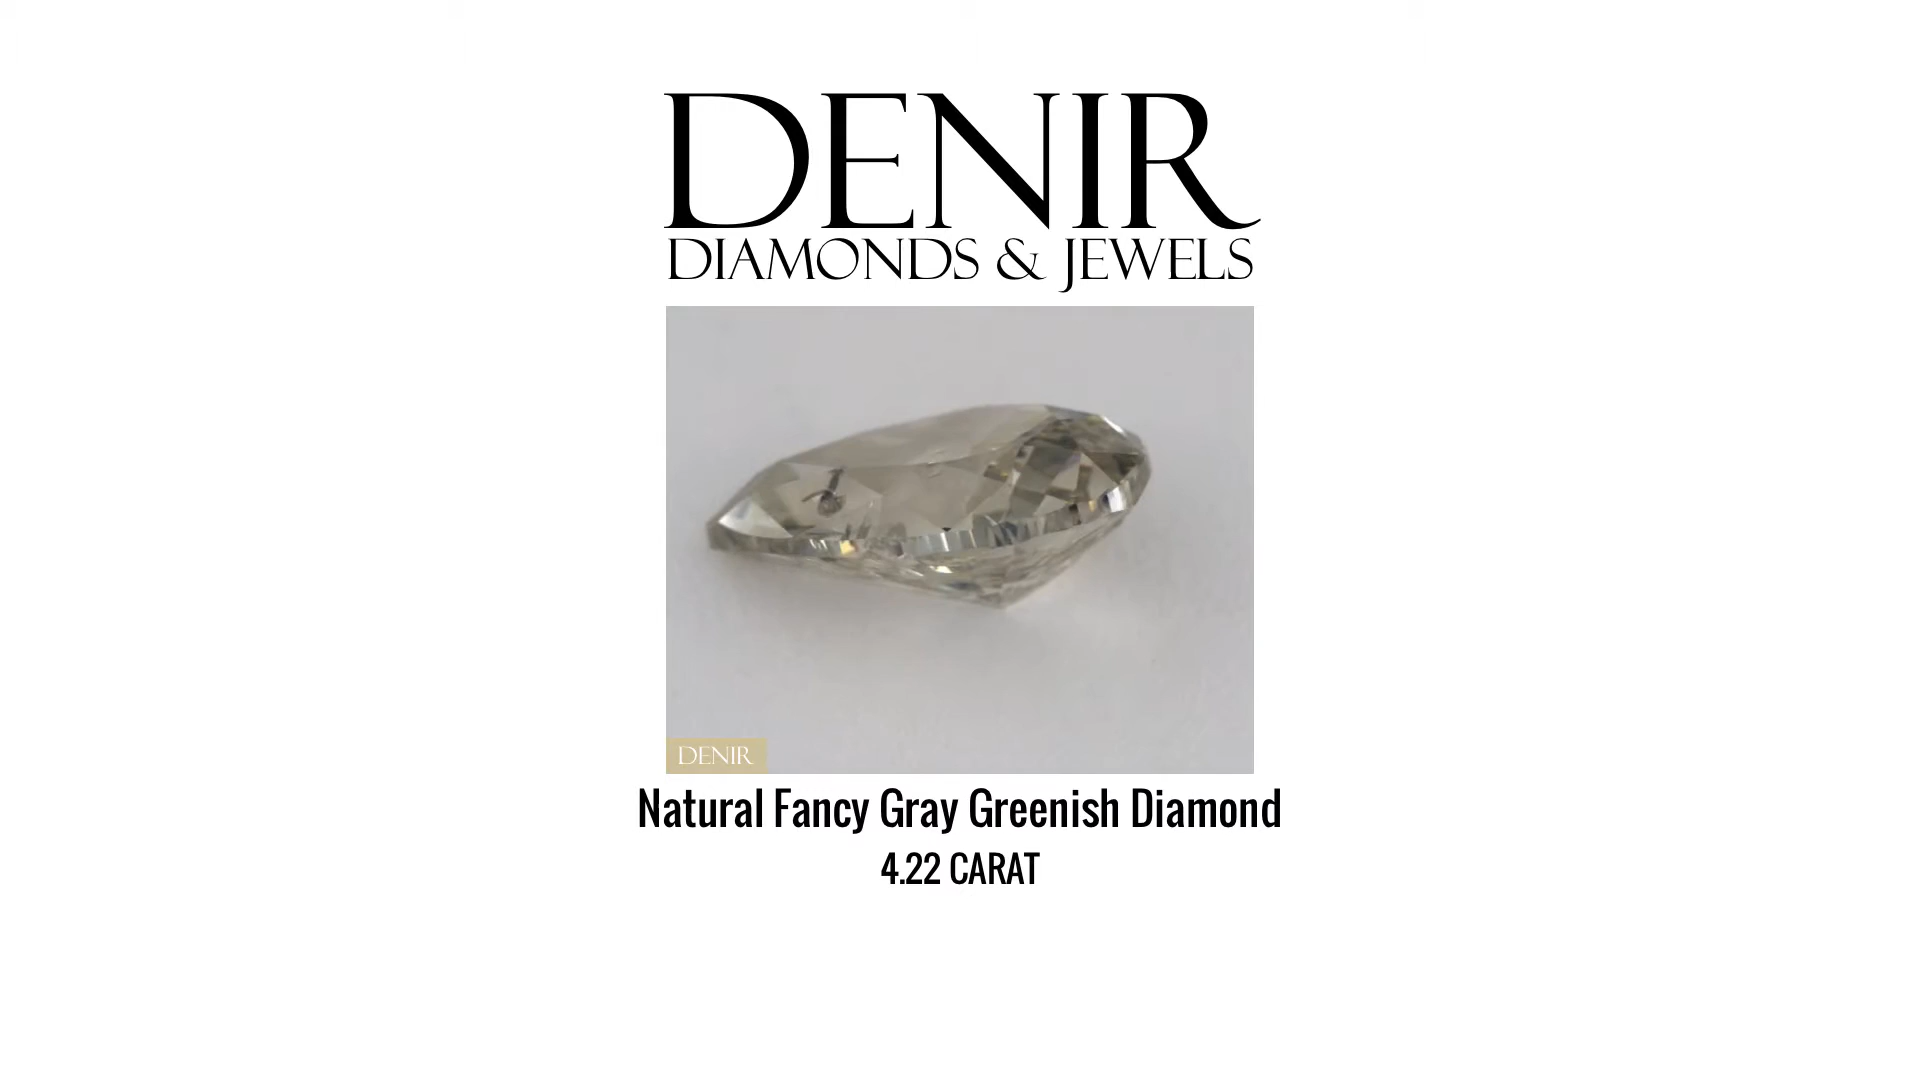 DENIR
DIAMONDS & JEWELS
DENIR
Natural Fancy Gray Greenish Diamond
4.22 CARAT